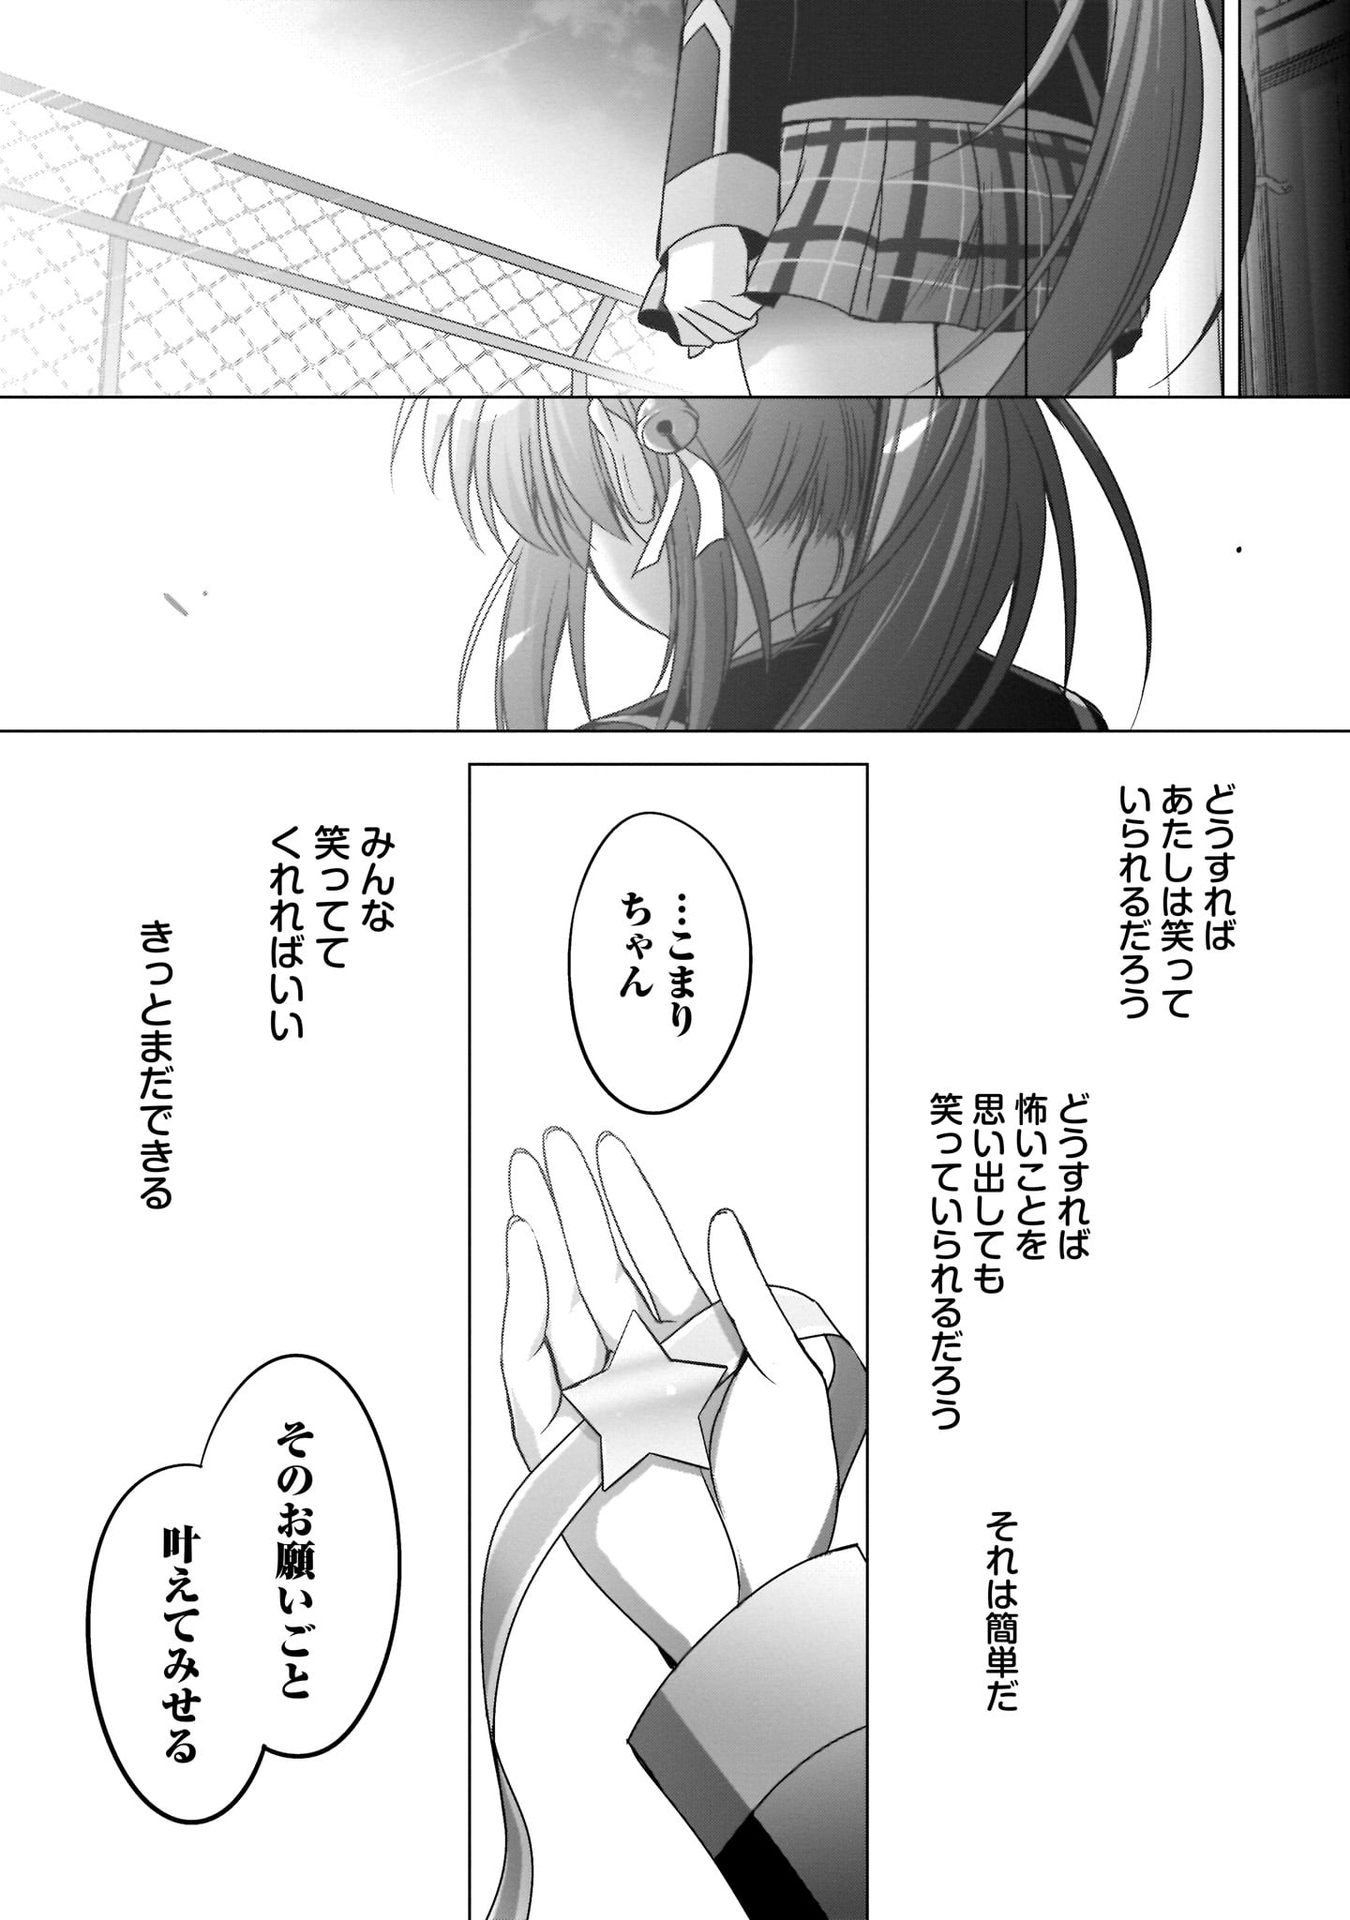 どうすれば
あたしは笑って
いられるだろう
どうすれば
怖いことを
思い出しても
笑っていられるだろう
それは簡単だ
…こまり
ちゃん
みんな
笑ってて
くれればいい
きっとまだできる
そのお願いごと
叶えてみせる